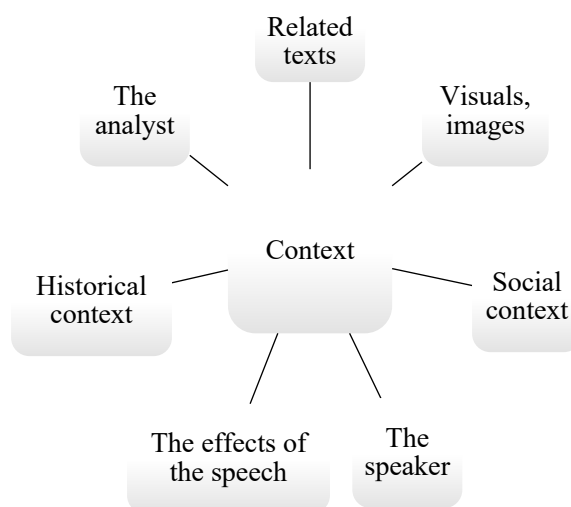 Related
texts
The
analyst
Visuals,
images
Context
Historical
context
Social
context
The effects of
the speech
The
speaker